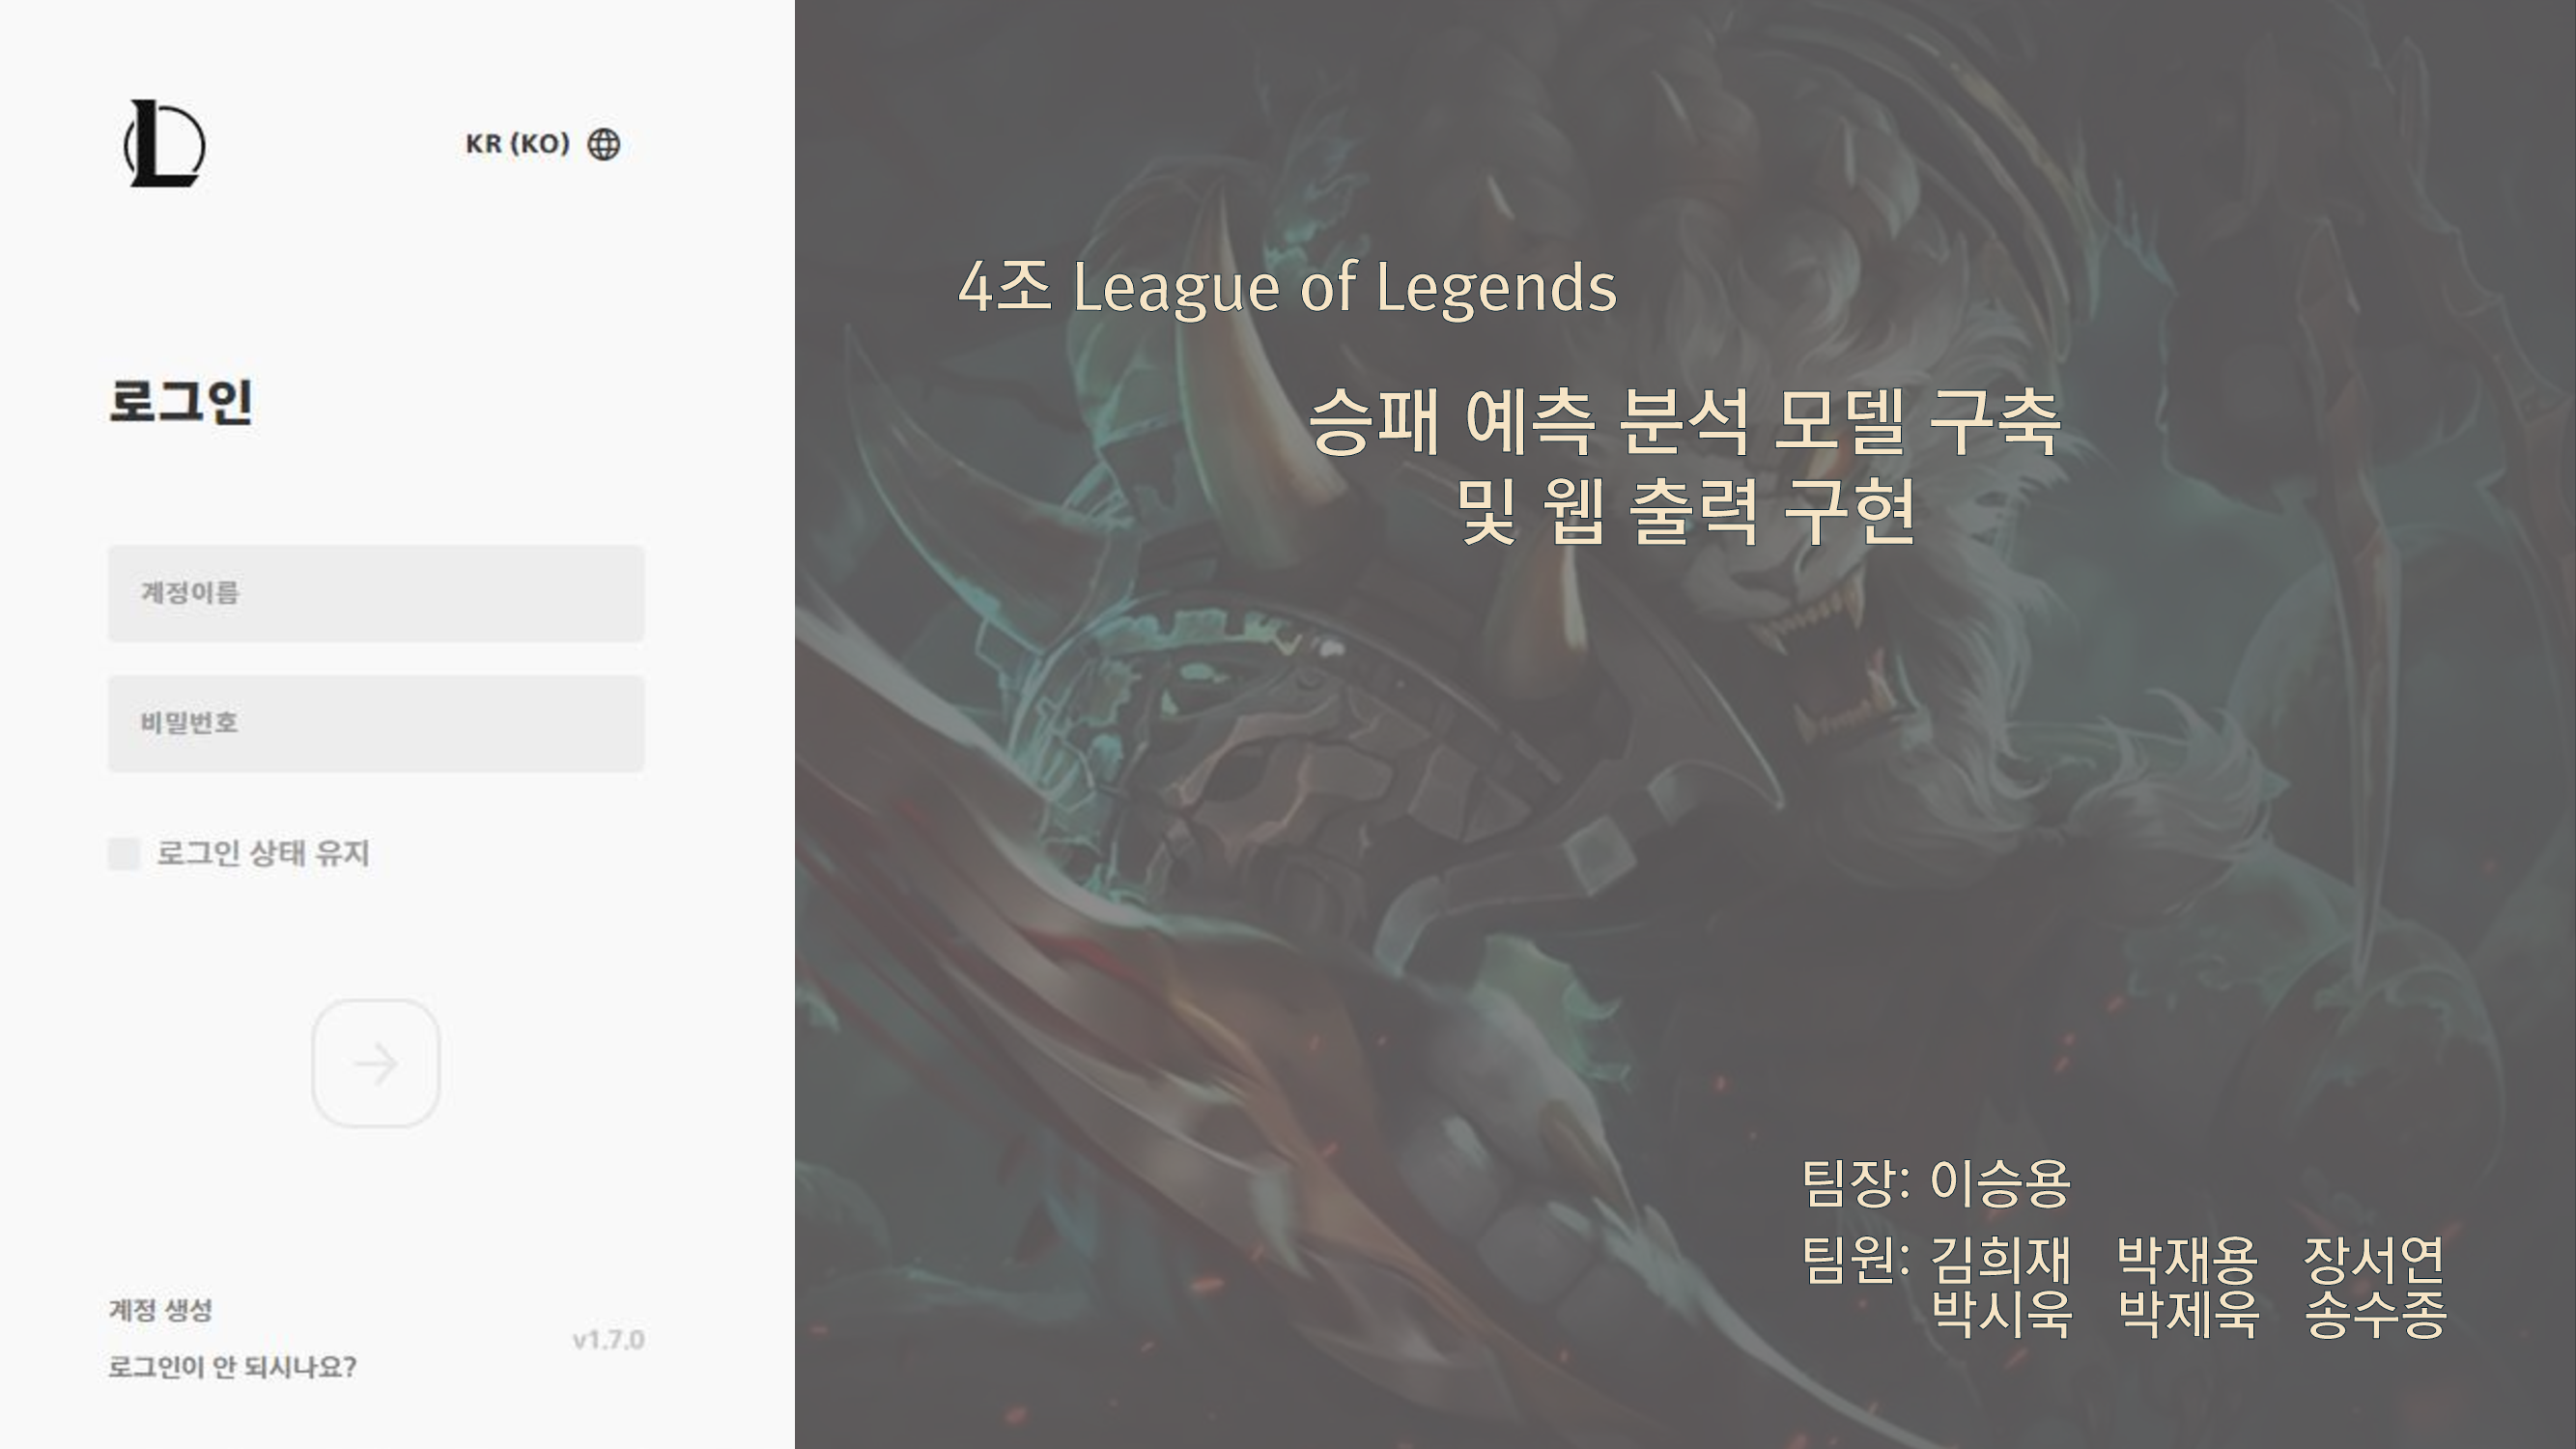 KR (KO)
로그인
계정이름
비밀번호
로그인 상태 유지
계정 생성
v1.7.0
로그인이 안 되시나요?
4조 League of Legends
승패 예측 분석 모델 구축
및 웹 출력 구현
팀장: 이승용
팀원: 김희재 박재용 장서연
박시욱 박제욱 송수종